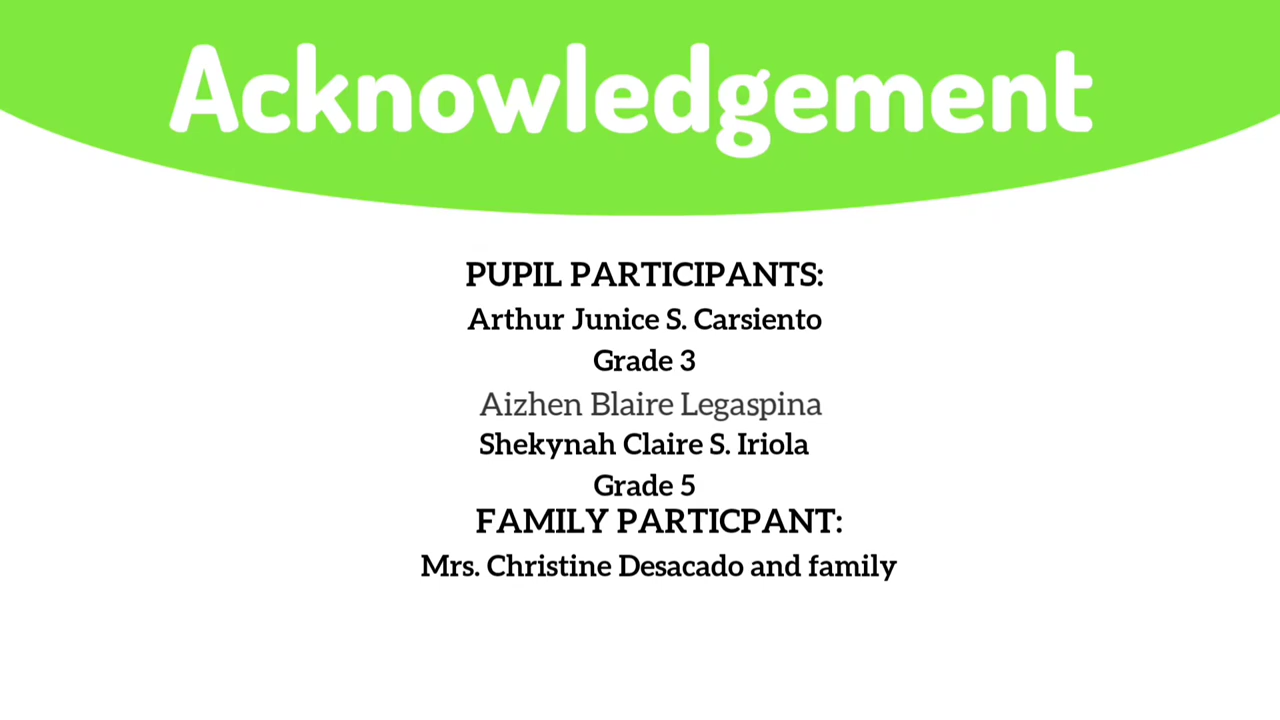 Acknowledgement
PUPIL PARTICIPANTS:
Arthur Junice S. Carsiento
Grade 3
Aizhen Blaire Legaspina
Shekynah Claire S. Iriola
Grade 5
FAMILY PARTICPANT:
Mrs. Christine Desacado and family